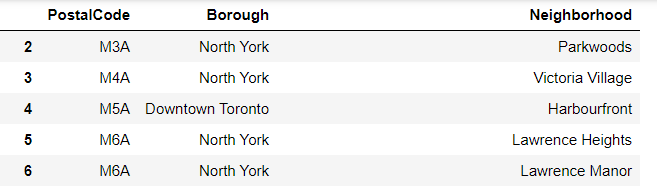 PostalCode Borough Neighborhood
2 M3A North York Parkwoods
3 M4A North York Victoria Village
4 M5A Downtown Toronto Harbourfront
5 M6A North York Lawrence Heights
6 M6A North York Lawrence Manor